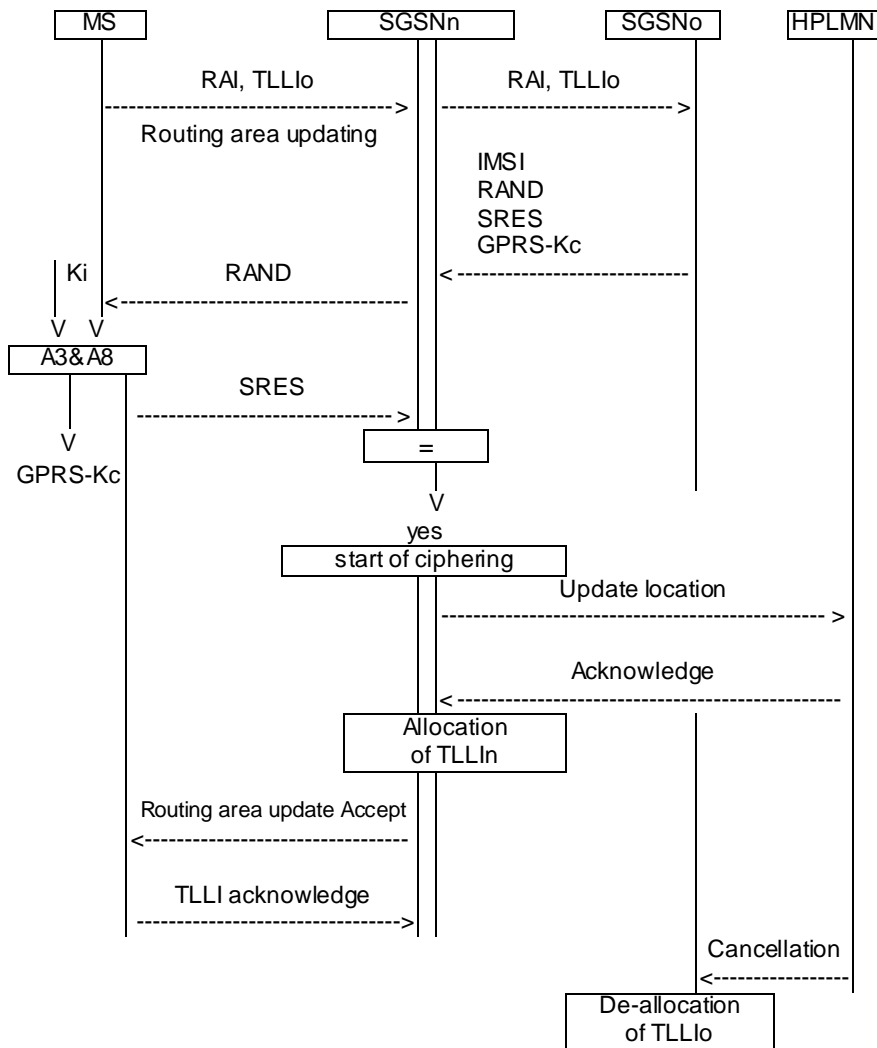 MS SGSNn SGSNo HPLMN
RAI, TLLIo RAI, TLLIo
Routing area updating
IMSI
RAND
SRES
GPRS-Kc
Ki RAND
V V
A3&A8
SRES
V
GPRS-Kc
=
V
yes
start of ciphering
Update location
Acknowledge
Allocation
of TLLIn
Routing area update Accept
TLLI acknowledge
Cancellation
De-allocation
of TLLIo